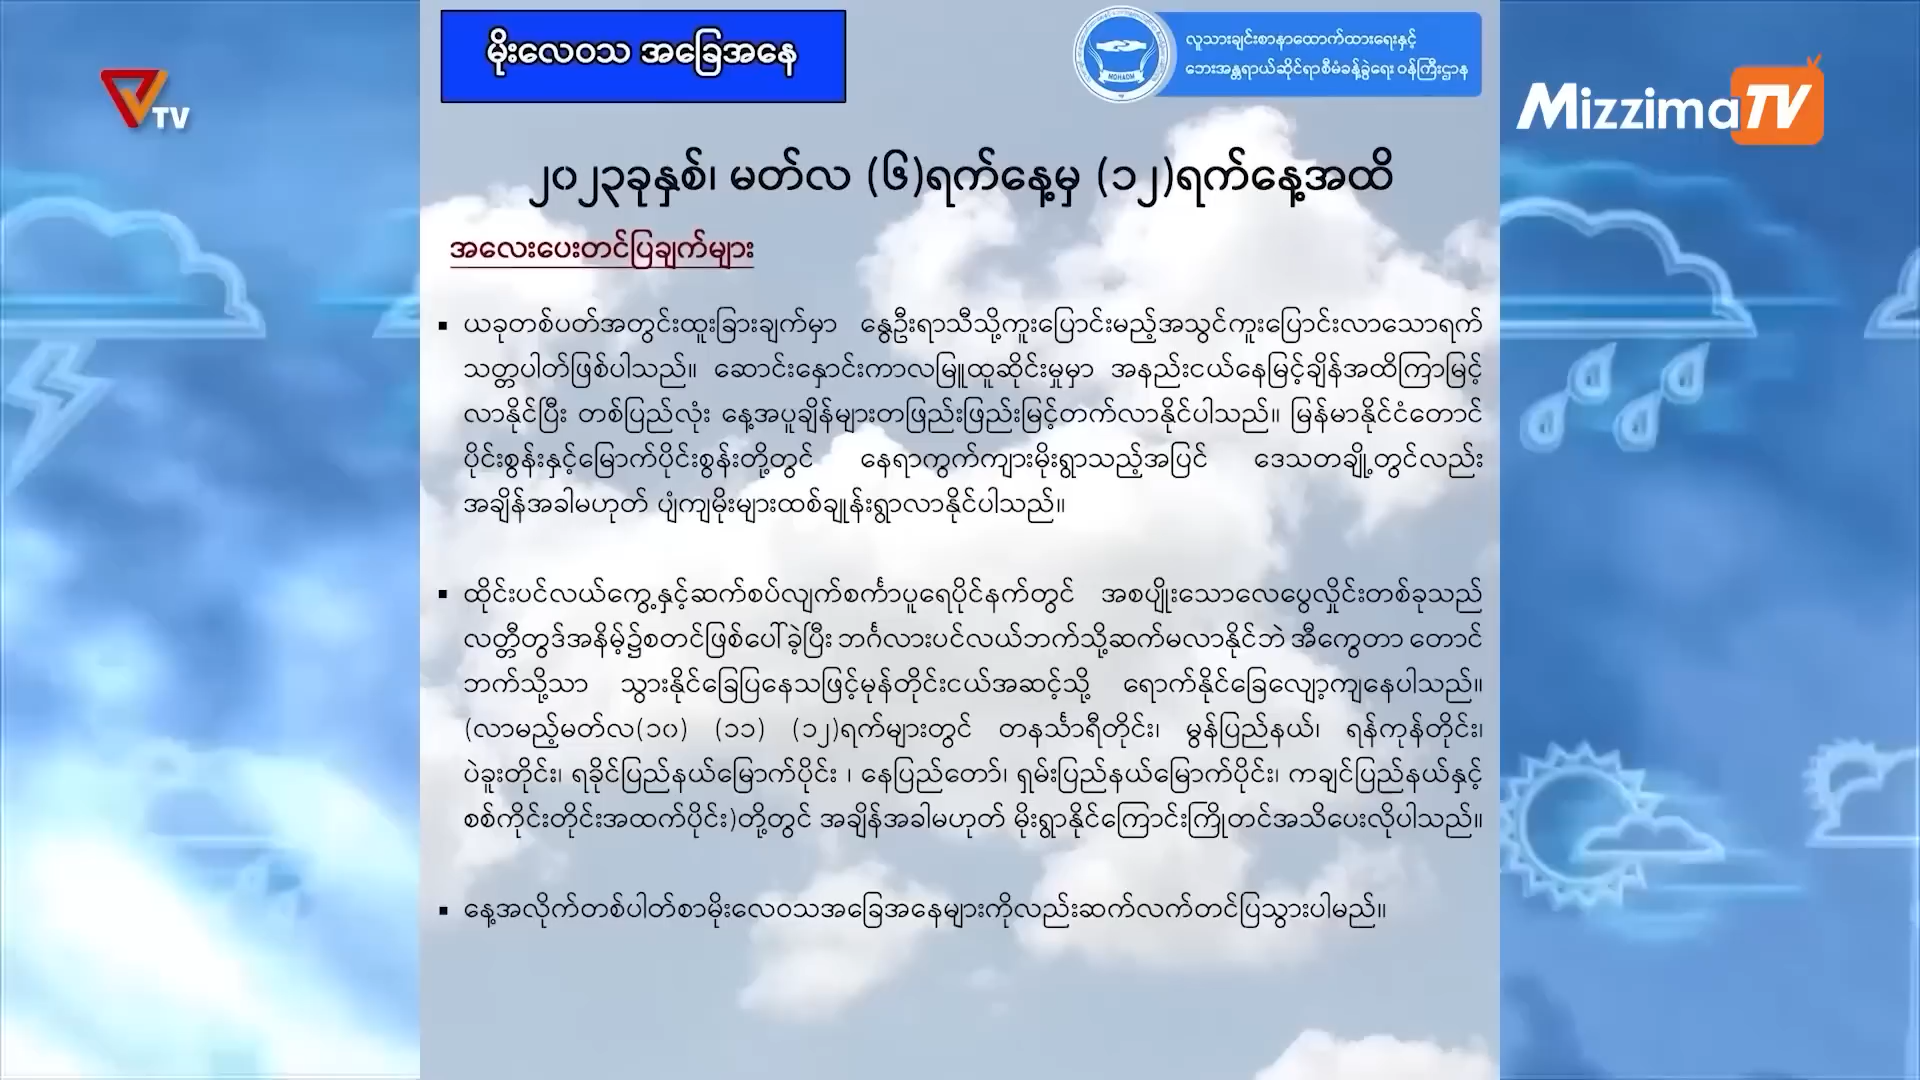 မိုးလေဝသ အခြေအနေ
လူသားချင်းစာနာထောက်ထားရေးနှင့်
ဘေးအန္တရာယ်ဆိုင်ရာစီမံခန့်ခွဲရေး ဝန်ကြီးဌာန
MOHADM
TV
Mizzima TV
၂၀၂၃ခုနှစ်၊ မတ်လ (၆)ရက်နေ့မှ (၁၂)ရက်နေ့အထိ
အလေးပေးတင်ပြချက်များ
▪ ယခုတစ်ပတ်အတွင်းထူးခြားချက်မှာ နွေဦးရာသီသို့ကူးပြောင်းမည့်အသွင်ကူးပြောင်းလာသောရက်
သတ္တပါတ်ဖြစ်ပါသည်။ ဆောင်းနှောင်းကာလမြူထူဆိုင်းမှုမှာ အနည်းငယ်နေမြင့်ချိန်အထိကြာမြင့်
လာနိုင်ပြီး တစ်ပြည်လုံး နေ့အပူချိန်များတဖြည်းဖြည်းမြင့်တက်လာနိုင်ပါသည်။ မြန်မာနိုင်ငံတောင်
ပိုင်းစွန်းနှင့်မြောက်ပိုင်းစွန်းတို့တွင် နေရာကွက်ကျားမိုးရွာသည့်အပြင် ဒေသတချို့တွင်လည်း
အချိန်အခါမဟုတ် ပျံကျမိုးများထစ်ချုန်းရွာလာနိုင်ပါသည်။
▪ ထိုင်းပင်လယ်ကွေ့နှင့်ဆက်စပ်လျက်စင်္ကာပူရေပိုင်နက်တွင် အစပျိုးသောလေပွေလှိုင်းတစ်ခုသည်
လတ္တီတွဒ်အနိမ့်၌စတင်ဖြစ်ပေါ်ခဲ့ပြီး ဘင်္ဂလားပင်လယ်ဘက်သို့ဆက်မလာနိုင်ဘဲ အီကွေတာ တောင်
ဘက်သို့သာ သွားနိုင်ခြေပြနေသဖြင့်မုန်တိုင်းငယ်အဆင့်သို့ ရောက်နိုင်ခြေလျော့ကျနေပါသည်။
(လာမည့်မတ်လ(၁၀) (၁၁) (၁၂)ရက်များတွင် တနင်္သာရီတိုင်း၊ မွန်ပြည်နယ်၊ ရန်ကုန်တိုင်း၊
ပဲခူးတိုင်း၊ ရခိုင်ပြည်နယ်မြောက်ပိုင်း ၊ နေပြည်တော်၊ ရှမ်းပြည်နယ်မြောက်ပိုင်း၊ ကချင်ပြည်နယ်နှင့်
စစ်ကိုင်းတိုင်းအထက်ပိုင်း)တို့တွင် အချိန်အခါမဟုတ် မိုးရွာနိုင်ကြောင်းကြိုတင်အသိပေးလိုပါသည်။
▪ နေ့အလိုက်တစ်ပါတ်စာမိုးလေဝသအခြေအနေများကိုလည်းဆက်လက်တင်ပြသွားပါမည်။